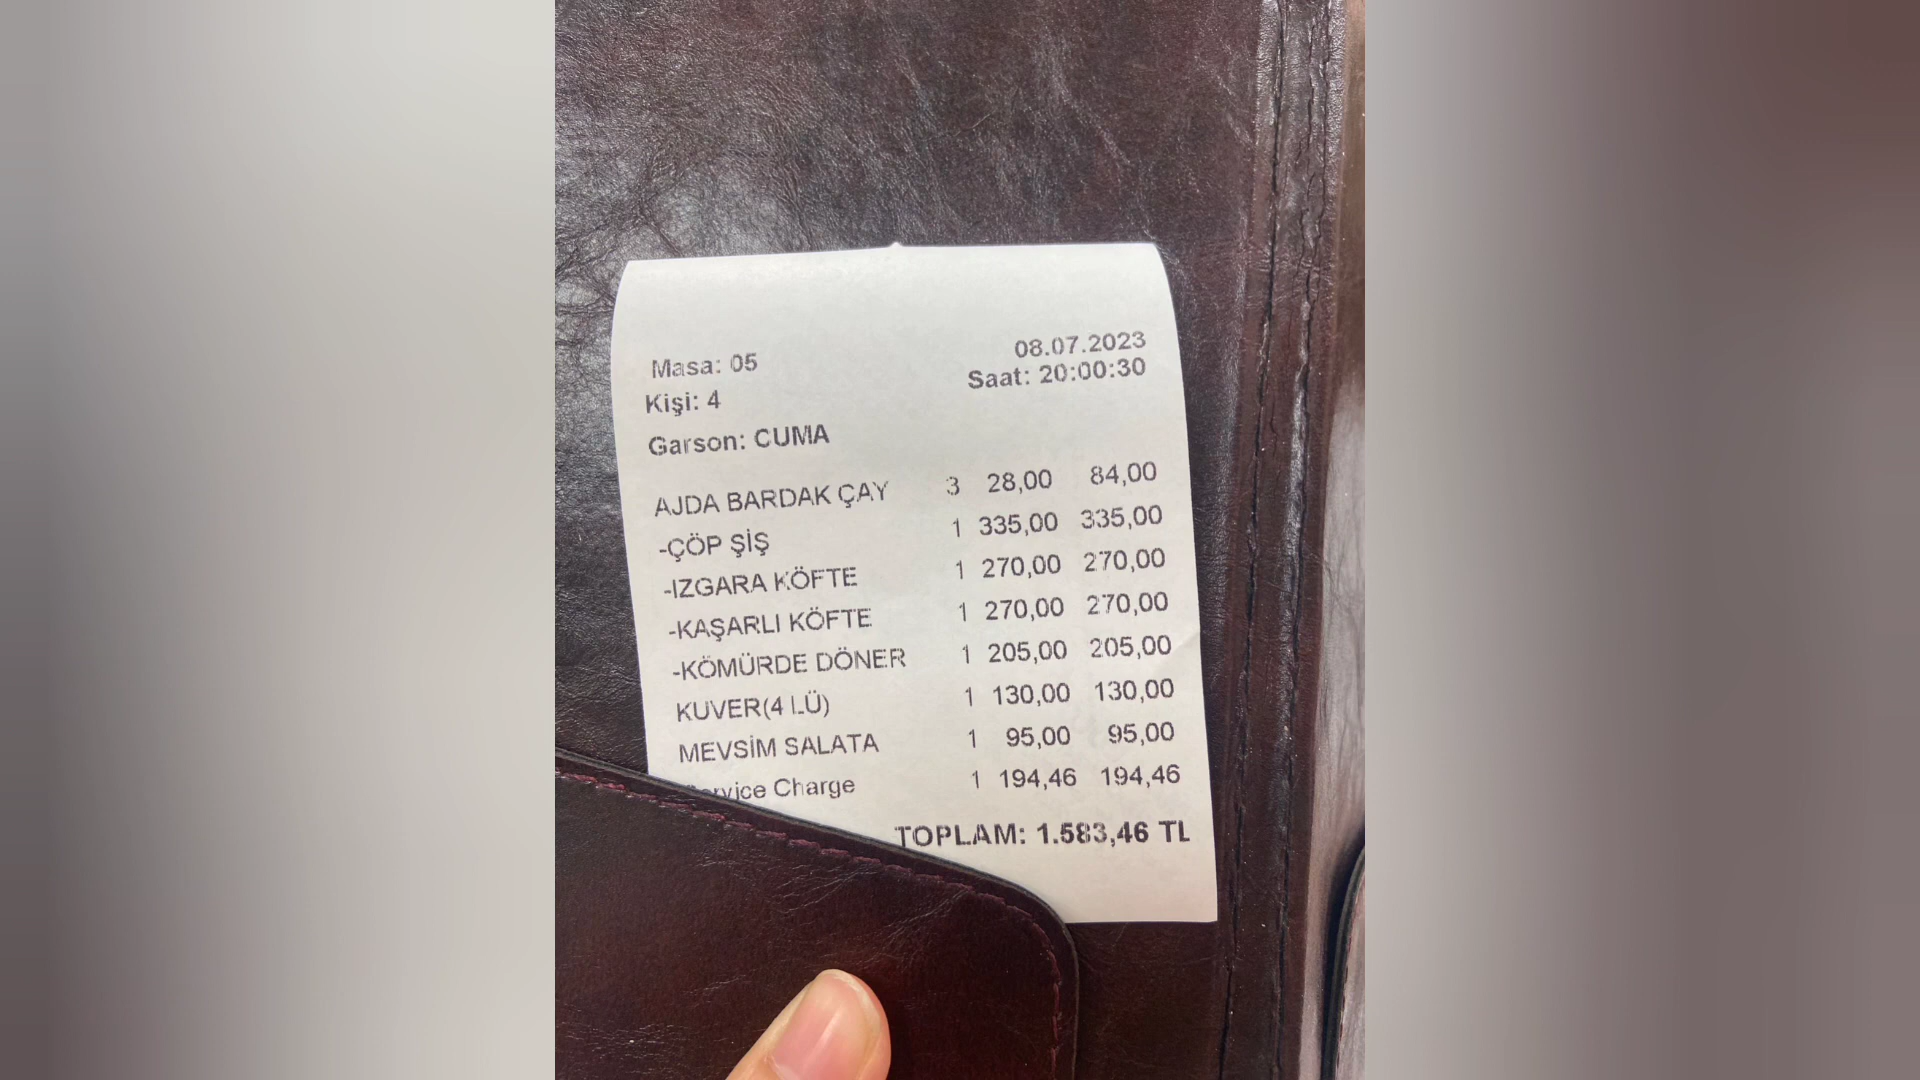 Masa: 05
08.07.2023
Kişi: 4
Saat: 20:00:30
Garson: CUMA
AJDA BARDAK ÇAY 3 28,00 84,00
-ÇÖP ŞİŞ 1 335,00 335,00
-IZGARA KÖFTE 1 270,00 270,00
-KAŞARLI KÖFTE 1 270,00 270,00
-KÖMÜRDE DÖNER 1 205,00 205,00
KUVER(4 LÜ) 1 130,00 130,00
MEVSİM SALATA 1 95,00 95,00
Service Charge 1 194,46 194,46
TOPLAM: 1.583,46 TL